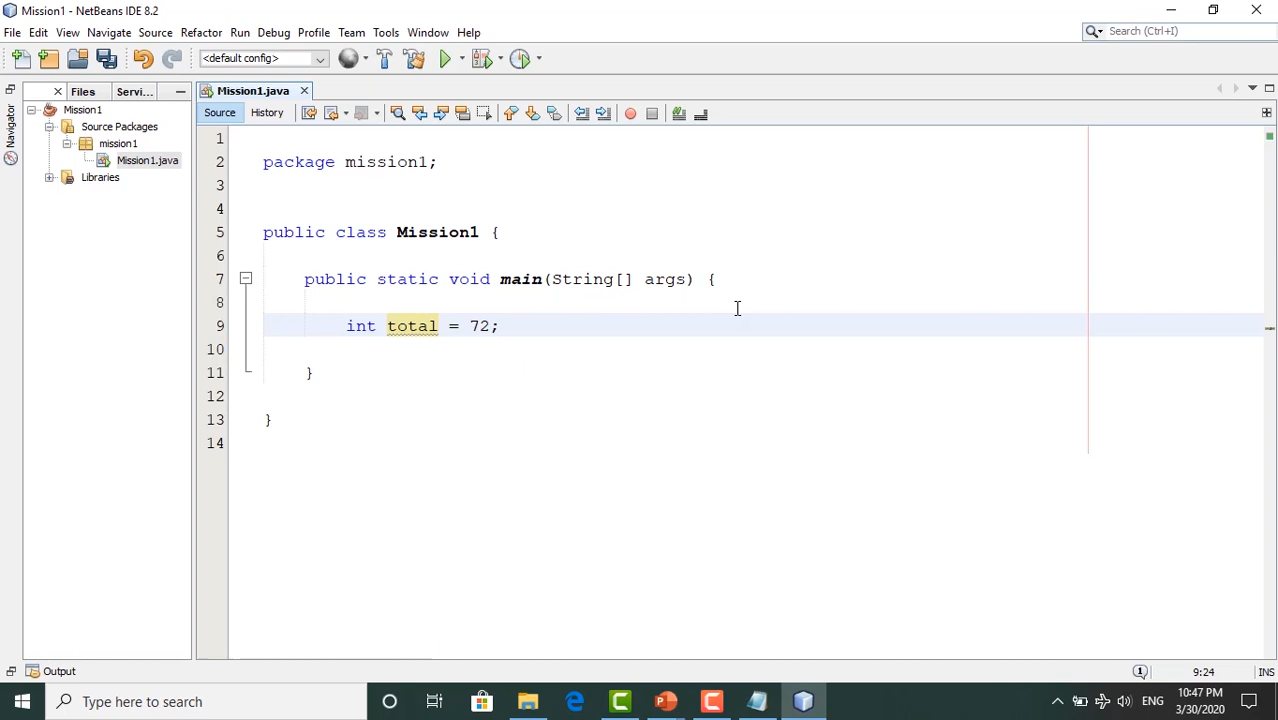 Mission1 - NetBeans IDE 8.2
File Edit View Navigate Source Refactor Run Debug Profile Team Tools Window Help
Search (Ctrl+I)
<default config>
Files Servi...
Mission1.java
Navigator
Source History
Mission1
Source Packages
mission1
Mission1.java
Libraries
1
2 package mission1;
3
4
5 public class Mission1 {
6
7 public static void main(String[] args) {
8
9 int total = 72;
10
11 }
12
13 }
14
Output
1
9:24
INS
Type here to search
ENG
10:47 PM
3/30/2020